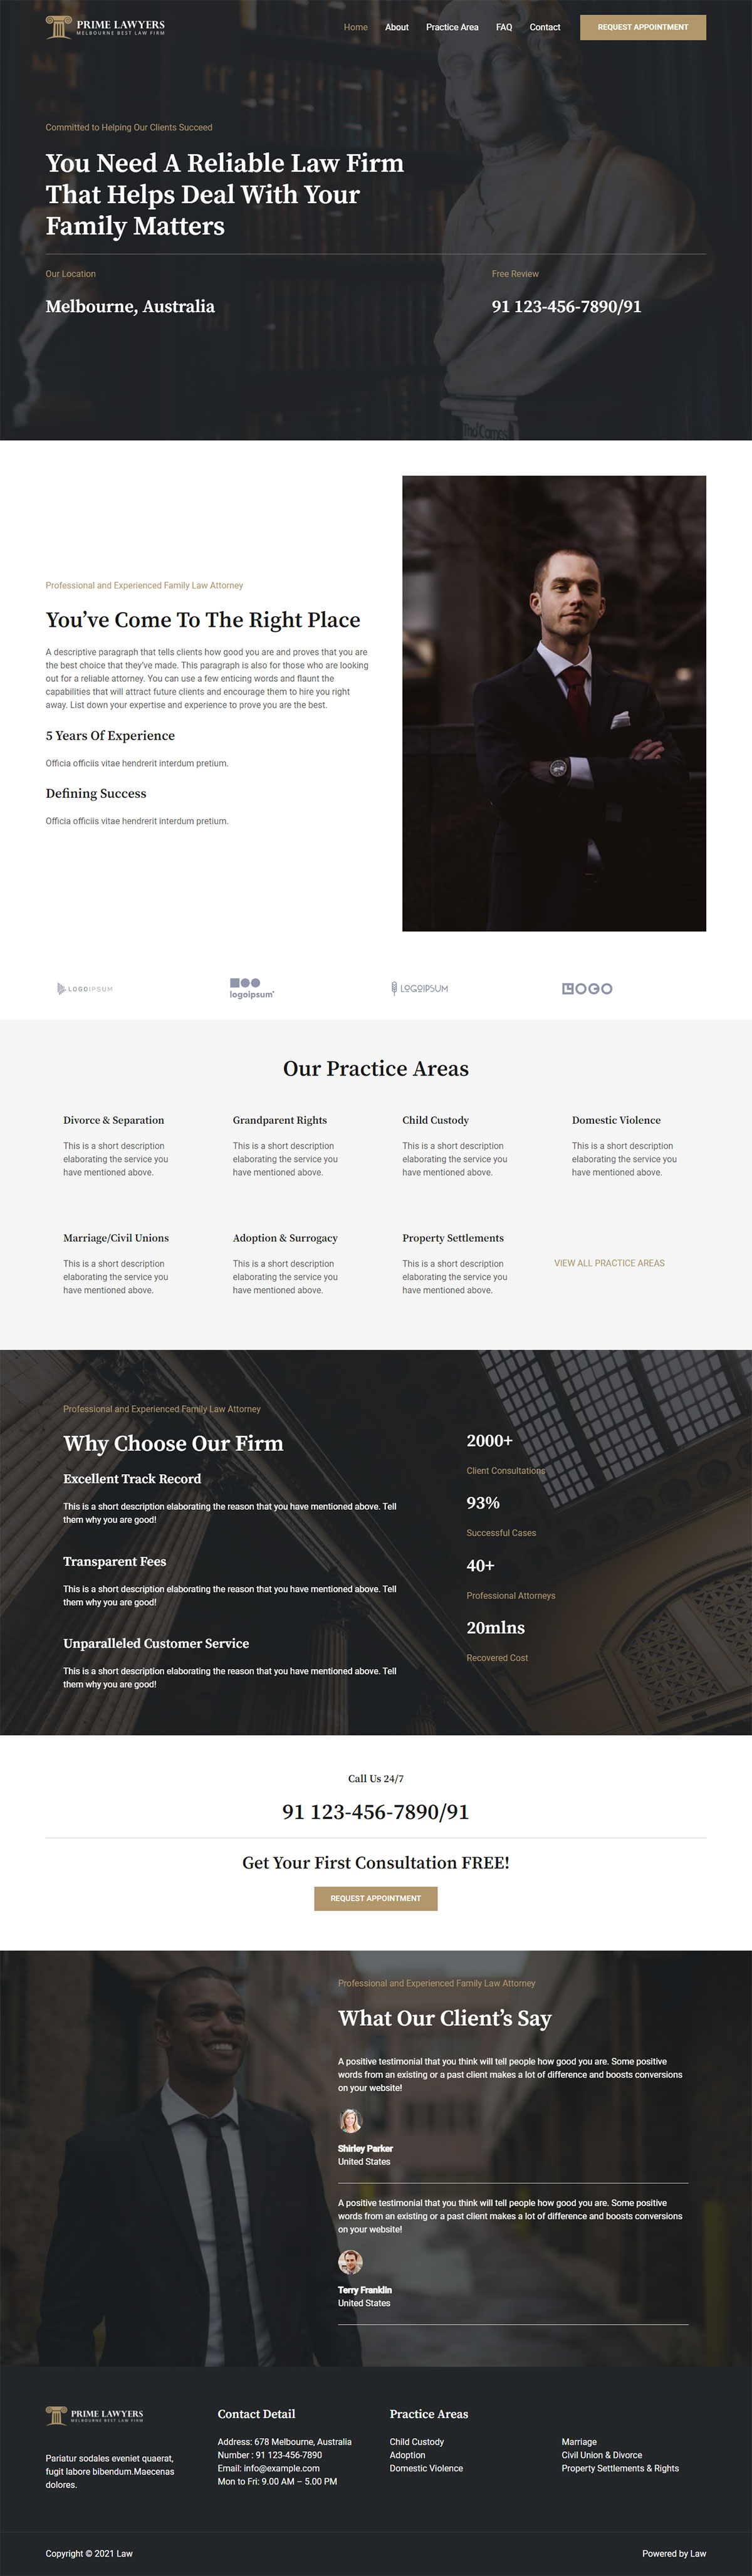 PRIME LAWYERS
MELBOURNE BEST LAW FIRM
Home About Practice Area FAQ Contact REQUEST APPOINTMENT
Committed to Helping Our Clients Succeed
You Need A Reliable Law Firm
That Helps Deal With Your
Family Matters
Our Location
Melbourne, Australia
Free Review
91 123-456-7890/91
Professional and Experienced Family Law Attorney
You’ve Come To The Right Place
A descriptive paragraph that tells clients how good you are and proves that you are
the best choice that they’ve made. This paragraph is also for those who are looking
out for a reliable attorney. You can use a few enticing words and flaunt the
capabilities that will attract future clients and encourage them to hire you right
away. List down your expertise and experience to prove you are the best.
5 Years Of Experience
Officia officiis vitae hendrerit interdum pretium.
Defining Success
Officia officiis vitae hendrerit interdum pretium.
LOGOIPSUM
logoipsum
LOGOIPSUM
LOGO
Our Practice Areas
Divorce & Separation
This is a short description
elaborating the service you
have mentioned above.
Grandparent Rights
This is a short description
elaborating the service you
have mentioned above.
Child Custody
This is a short description
elaborating the service you
have mentioned above.
Domestic Violence
This is a short description
elaborating the service you
have mentioned above.
Marriage/Civil Unions
This is a short description
elaborating the service you
have mentioned above.
Adoption & Surrogacy
This is a short description
elaborating the service you
have mentioned above.
Property Settlements
This is a short description
elaborating the service you
have mentioned above.
VIEW ALL PRACTICE AREAS
Professional and Experienced Family Law Attorney
Why Choose Our Firm
Excellent Track Record
This is a short description elaborating the reason that you have mentioned above. Tell
them why you are good!
Transparent Fees
This is a short description elaborating the reason that you have mentioned above. Tell
them why you are good!
Unparalleled Customer Service
This is a short description elaborating the reason that you have mentioned above. Tell
them why you are good!
2000+
Client Consultations
93%
Successful Cases
40+
Professional Attorneys
20mlns
Recovered Cost
Call Us 24/7
91 123-456-7890/91
Get Your First Consultation FREE!
REQUEST APPOINTMENT
Professional and Experienced Family Law Attorney
What Our Client’s Say
A positive testimonial that you think will tell people how good you are. Some positive
words from an existing or a past client makes a lot of difference and boosts conversions
on your website!
Shirley Parker
United States
A positive testimonial that you think will tell people how good you are. Some positive
words from an existing or a past client makes a lot of difference and boosts conversions
on your website!
Terry Franklin
United States
PRIME LAWYERS
MELBOURNE BEST LAW FIRM
Pariatur sodales eveniet quaerat,
fugit labore bibendum.Maecenas
dolores.
Contact Detail
Address: 678 Melbourne, Australia
Number : 91 123-456-7890
Email: info@example.com
Mon to Fri: 9.00 AM – 5.00 PM
Practice Areas
Child Custody
Adoption
Domestic Violence
Marriage
Civil Union & Divorce
Property Settlements & Rights
Copyright © 2021 Law
Powered by Law